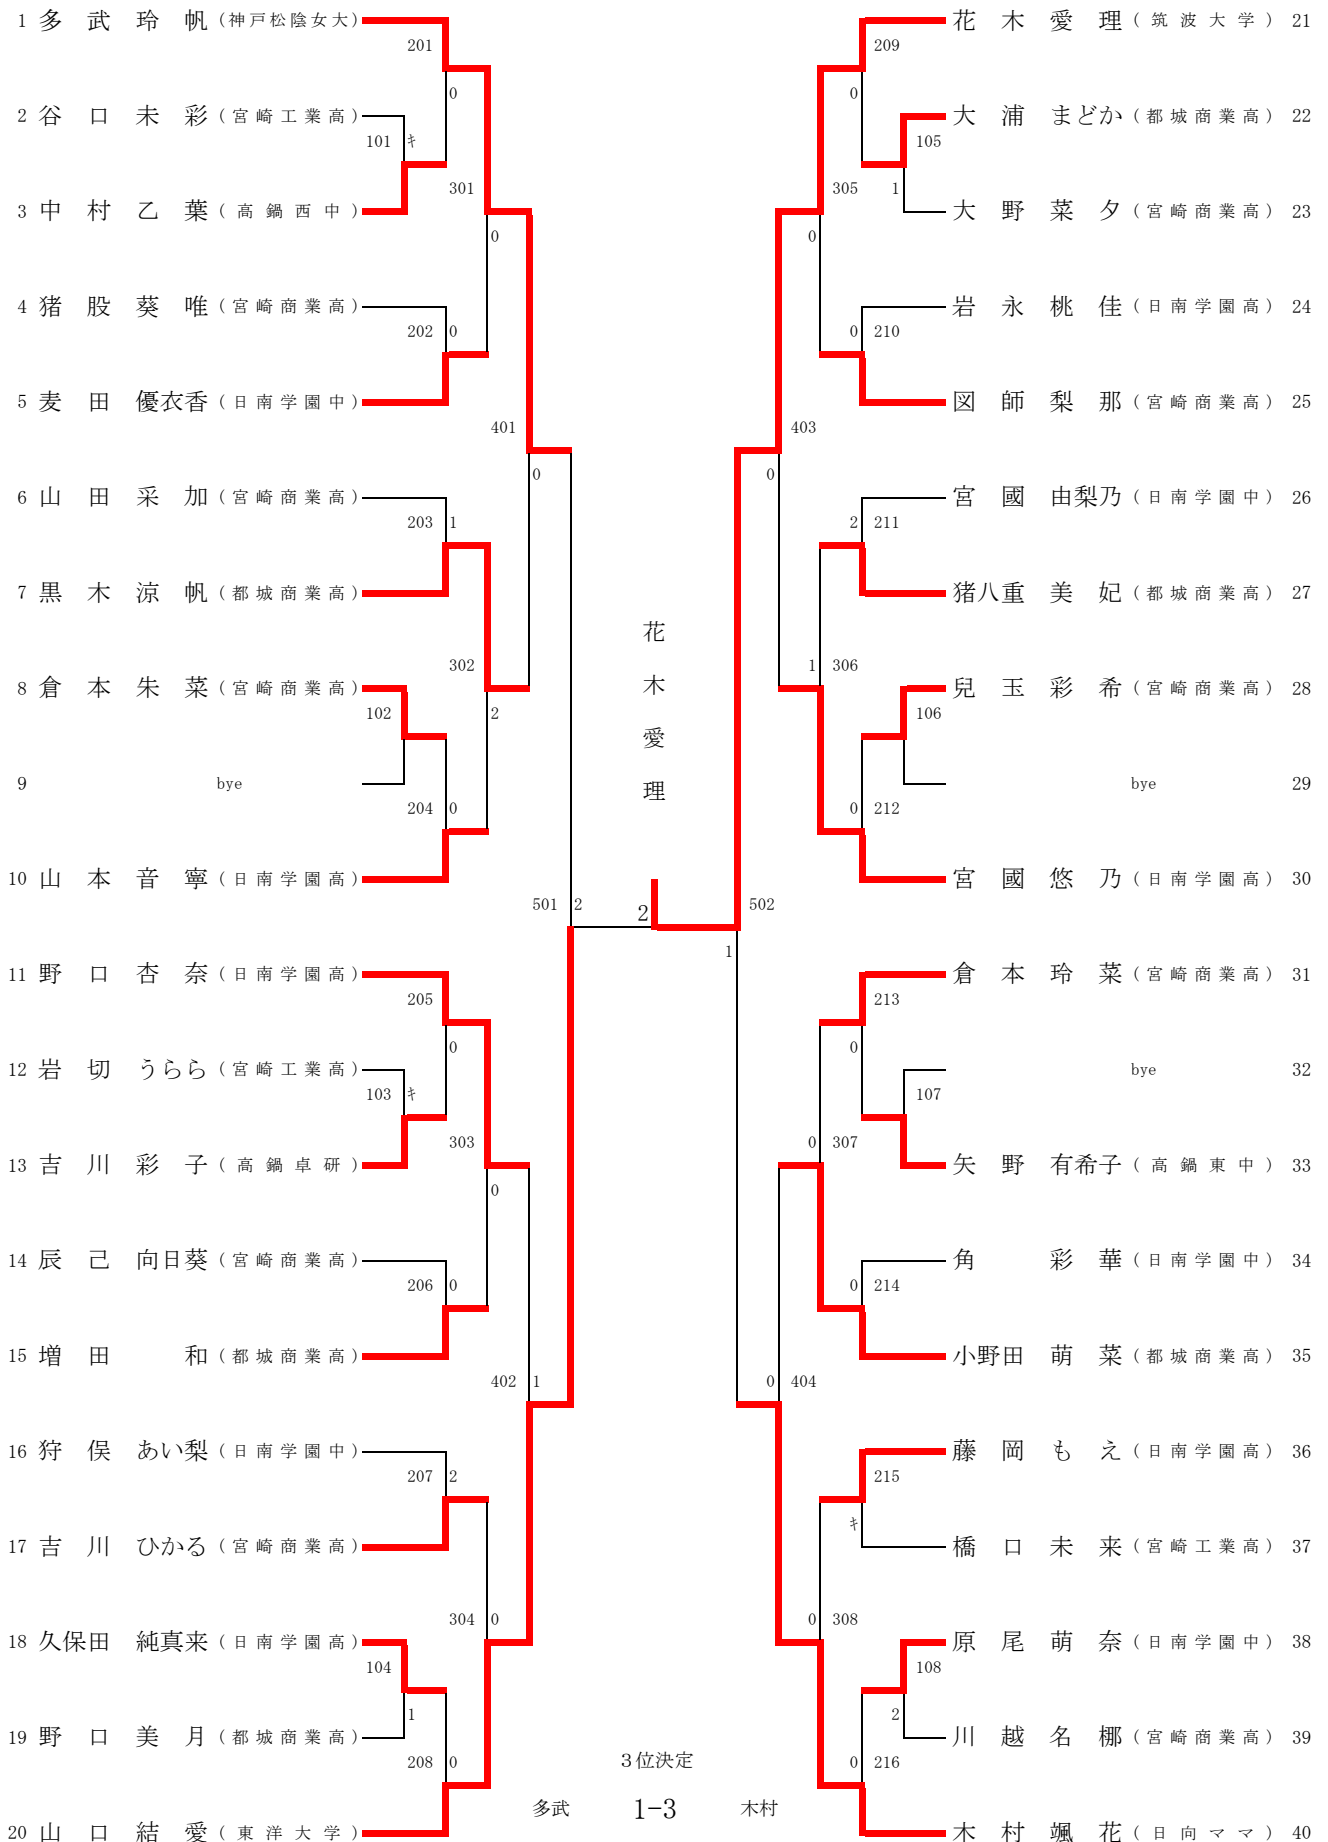 1 多武玲帆 (神戸松陰女大)
201
0
2 谷口未彩 (宮崎工業高)
101 キ
3 中村乙葉 (高鍋西中)
301
0
4 猪股葵唯 (宮崎商業高)
202 0
5 麦田優衣香 (日南学園中)
401
0
6 山田采加 (宮崎商業高)
203 1
7 黒木涼帆 (都城商業高)
302
2
8 倉本朱菜 (宮崎商業高)
102
9 bye
204 0
10 山本音寧 (日南学園高)
501 2
11 野口杏奈 (日南学園高)
205
0
12 岩切うらら (宮崎工業高)
103 キ
13 吉川彩子 (高鍋卓研)
303
0
14 辰己向日葵 (宮崎商業高)
206 0
15 増田和 (都城商業高)
402 1
16 狩俣あい梨 (日南学園中)
207 2
17 吉川ひかる (宮崎商業高)
304 0
18 久保田純真来 (日南学園高)
104
1
19 野口美月 (都城商業高)
208 0
20 山口結愛 (東洋大学)
花木愛理
2
3位決定
多武 1-3 木村
花木愛理 (筑波大学) 21
209
0
大浦まどか (都城商業高) 22
105
1
大野菜夕 (宮崎商業高) 23
305
0
岩永桃佳 (日南学園高) 24
0 210
図師梨那 (宮崎商業高) 25
403
0
宮國由梨乃 (日南学園中) 26
2 211
猪八重美妃 (都城商業高) 27
1 306
兒玉彩希 (宮崎商業高) 28
106
bye 29
0 212
宮國悠乃 (日南学園高) 30
502
1
倉本玲菜 (宮崎商業高) 31
213
0
bye 32
107
矢野有希子 (高鍋東中) 33
0 307
角彩華 (日南学園中) 34
0 214
小野田萌菜 (都城商業高) 35
0 404
藤岡もえ (日南学園高) 36
215
キ
橋口未来 (宮崎工業高) 37
0 308
原尾萌奈 (日南学園中) 38
108
2
川越名梛 (宮崎商業高) 39
0 216
木村颯花 (日向ママ) 40